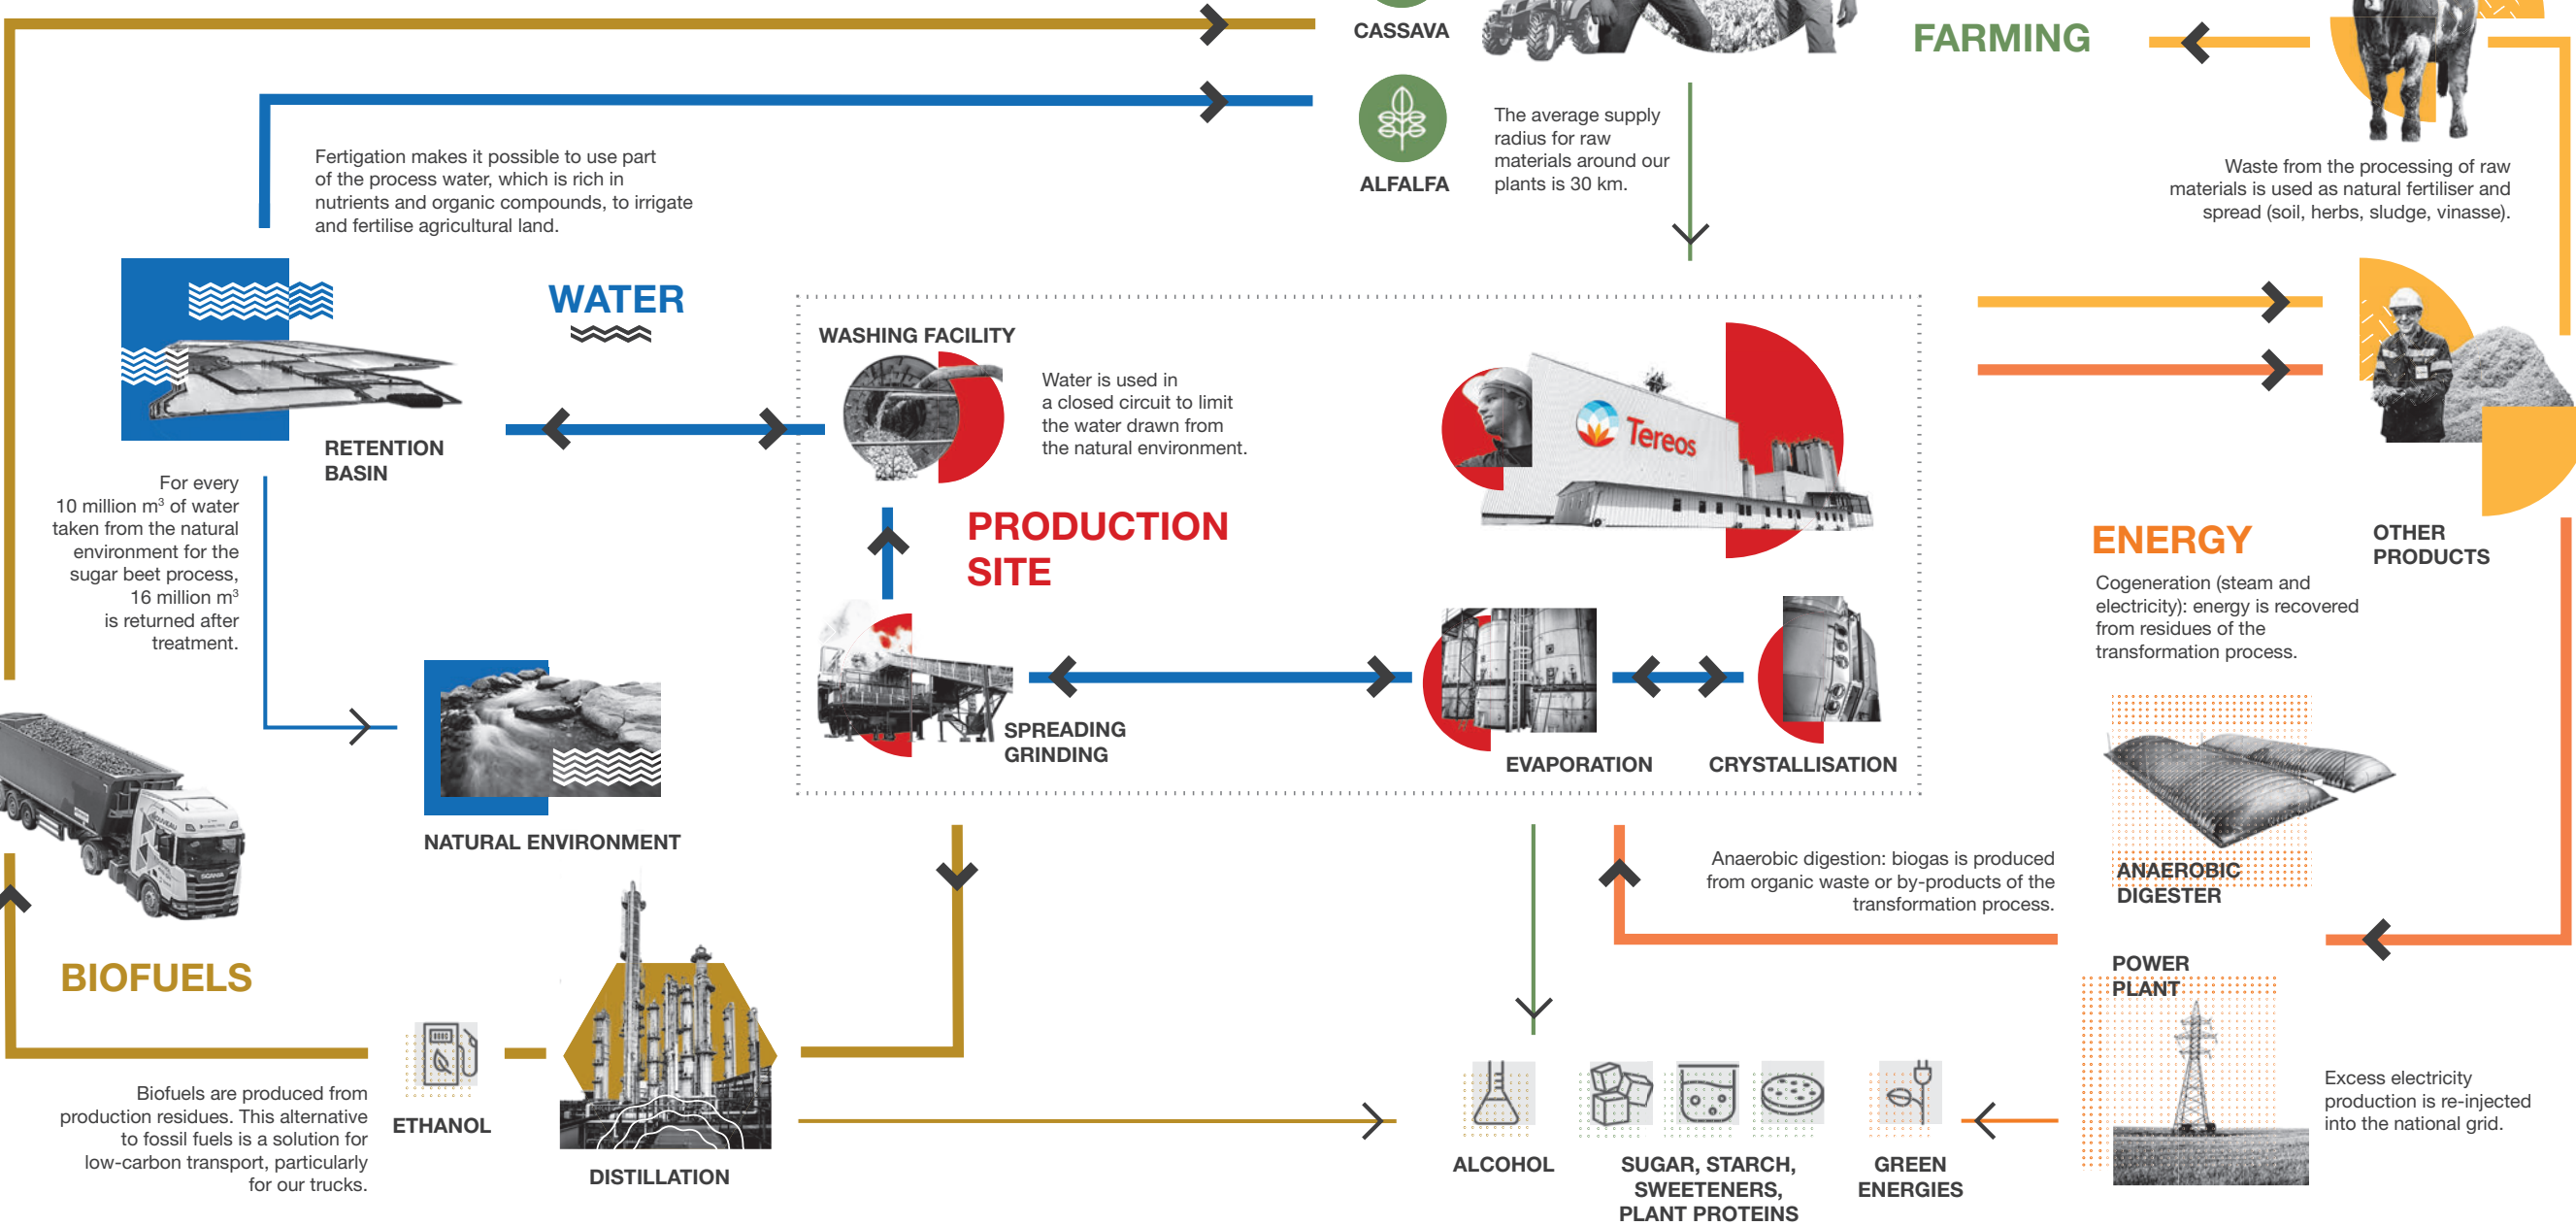 CASSAVA
FARMING
ALFALFA
The average supply
radius for raw
materials around our
plants is 30 km.
Waste from the processing of raw
materials is used as natural fertiliser and
spread (soil, herbs, sludge, vinasse).
Fertigation makes it possible to use part
of the process water, which is rich in
nutrients and organic compounds, to irrigate
and fertilise agricultural land.
WATER
RETENTION
BASIN
For every
10 million m³ of water
taken from the natural
environment for the
sugar beet process,
16 million m³
is returned after
treatment.
NATURAL ENVIRONMENT
WASHING FACILITY
Water is used in
a closed circuit to limit
the water drawn from
the natural environment.
PRODUCTION
SITE
Tereos
SPREADING
GRINDING
EVAPORATION
CRYSTALLISATION
OTHER
PRODUCTS
ENERGY
Cogeneration (steam and
electricity): energy is recovered
from residues of the
transformation process.
ANAEROBIC
DIGESTER
Anaerobic digestion: biogas is produced
from organic waste or by-products of the
transformation process.
POWER
PLANT
Excess electricity
production is re-injected
into the national grid.
NOUVEAU
SCANIA
BIOFUELS
Biofuels are produced from
production residues. This alternative
to fossil fuels is a solution for
low-carbon transport, particularly
for our trucks.
ETHANOL
DISTILLATION
ALCOHOL
SUGAR, STARCH,
SWEETENERS,
PLANT PROTEINS
GREEN
ENERGIES